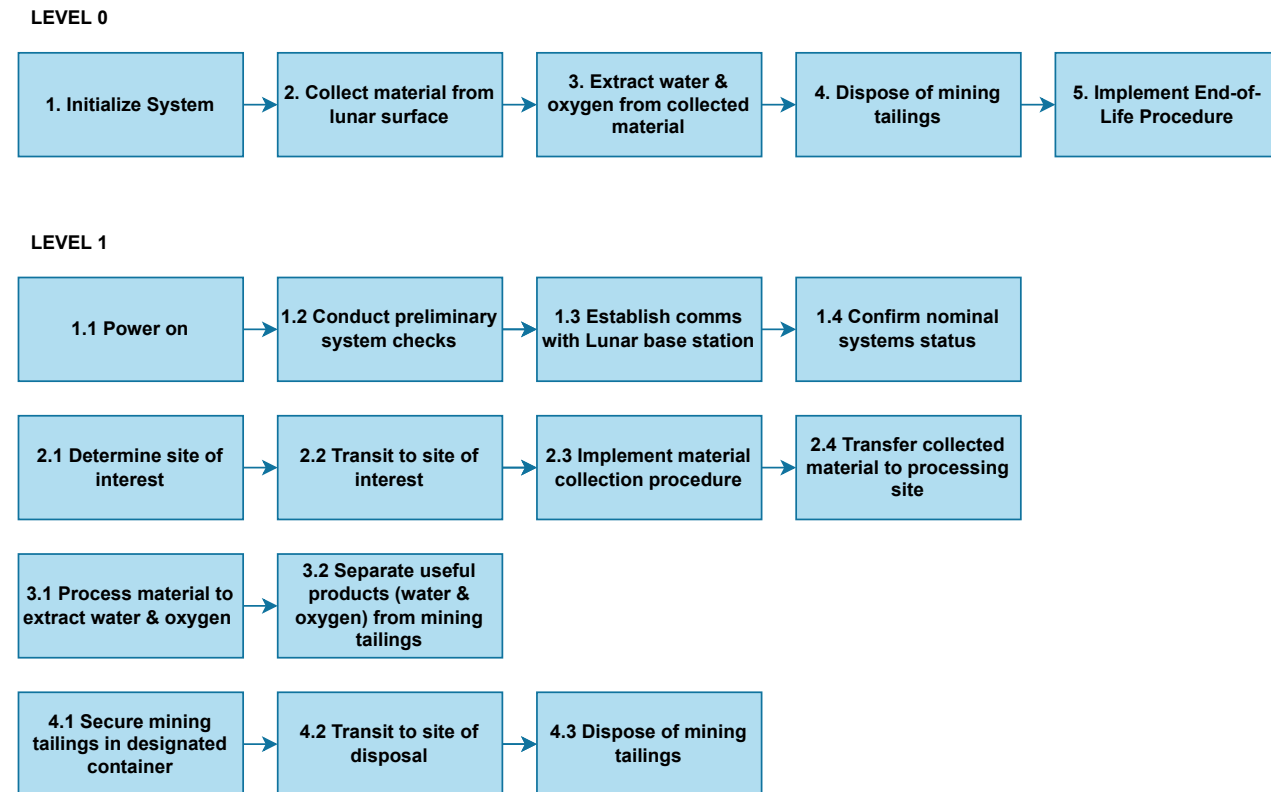 LEVEL 0
1. Initialize System
2. Collect material from
lunar surface
3. Extract water &
oxygen from collected
material
4. Dispose of mining
tailings
5. Implement End-of-
Life Procedure
LEVEL 1
1.1 Power on
1.2 Conduct preliminary
system checks
1.3 Establish comms
with Lunar base station
1.4 Confirm nominal
systems status
2.1 Determine site of
interest
2.2 Transit to site of
interest
2.3 Implement material
collection procedure
2.4 Transfer collected
material to processing
site
3.1 Process material to
extract water & oxygen
3.2 Separate useful
products (water &
oxygen) from mining
tailings
4.1 Secure mining
tailings in designated
container
4.2 Transit to site of
disposal
4.3 Dispose of mining
tailings